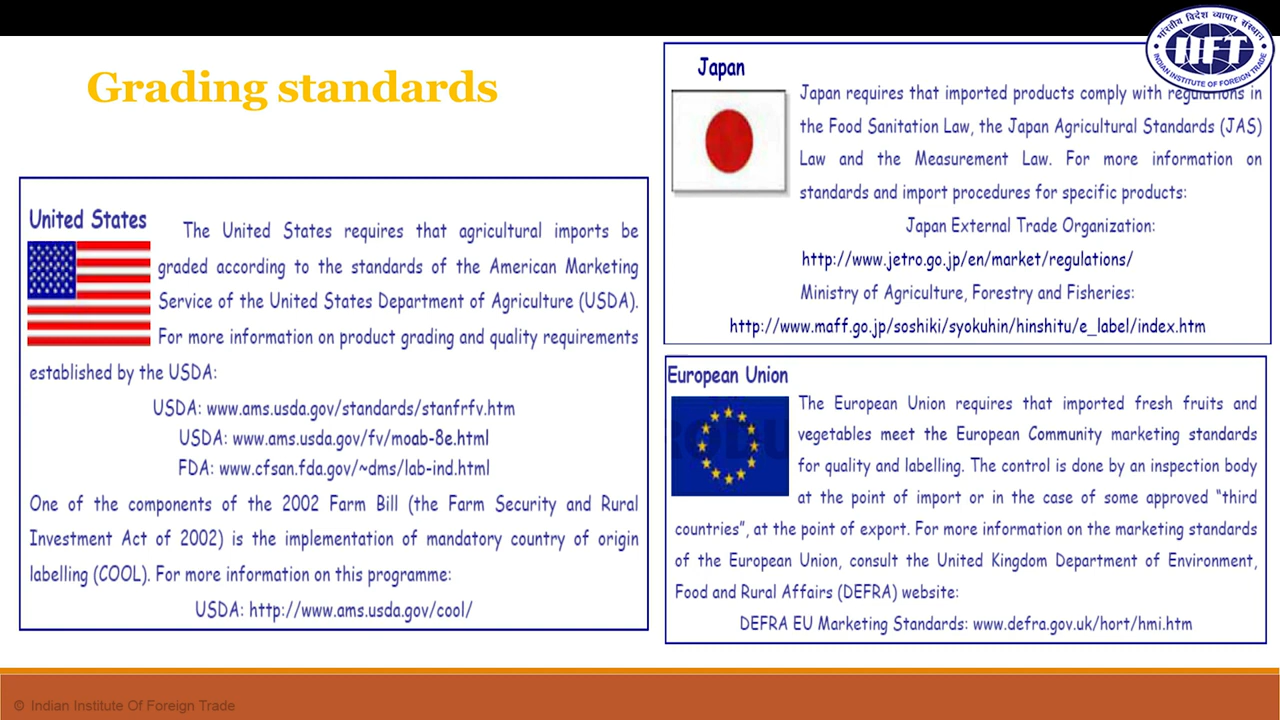 Grading standards
United States
The United States requires that agricultural imports be
graded according to the standards of the American Marketing
Service of the United States Department of Agriculture (USDA).
For more information on product grading and quality requirements
established by the USDA:
USDA: www.ams.usda.gov/standards/stanfrfv.htm
USDA: www.ams.usda.gov/fv/moab-8e.html
FDA: www.cfsan.fda.gov/~dms/lab-ind.html
One of the components of the 2002 Farm Bill (the Farm Security and Rural
Investment Act of 2002) is the implementation of mandatory country of origin
labelling (COOL). For more information on this programme:
USDA: http://www.ams.usda.gov/cool/
Japan
Japan requires that imported products comply with regulations in
the Food Sanitation Law, the Japan Agricultural Standards (JAS)
Law and the Measurement Law. For more information on
standards and import procedures for specific products:
Japan External Trade Organization:
http://www.jetro.go.jp/en/market/regulations/
Ministry of Agriculture, Forestry and Fisheries:
http://www.maff.go.jp/soshiki/syokuhin/hinshitu/e_label/index.htm
European Union
The European Union requires that imported fresh fruits and
vegetables meet the European Community marketing standards
for quality and labelling. The control is done by an inspection body
at the point of import or in the case of some approved “third
countries”, at the point of export. For more information on the marketing standards
of the European Union, consult the United Kingdom Department of Environment,
Food and Rural Affairs (DEFRA) website:
DEFRA EU Marketing Standards: www.defra.gov.uk/hort/hmi.htm
भारतीय विदेश व्यापार संस्थान
IIFT
INDIAN INSTITUTE OF FOREIGN TRADE
© Indian Institute Of Foreign Trade